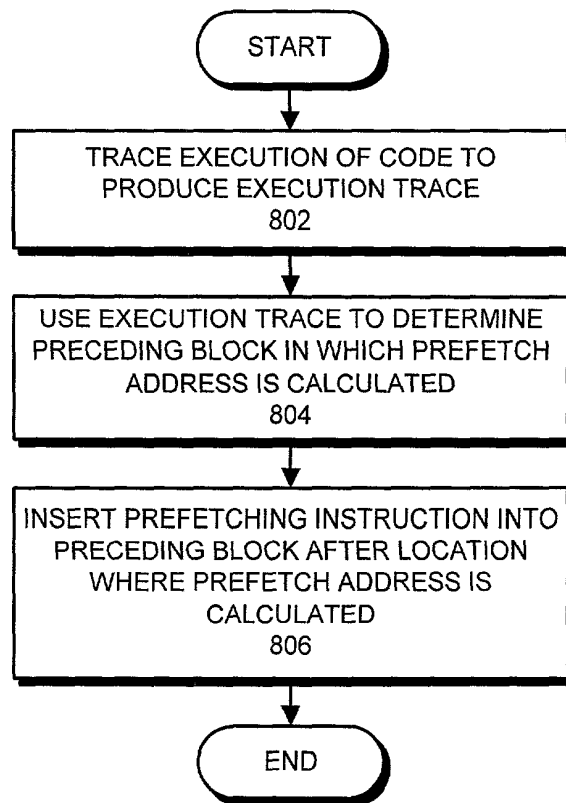 START
TRACE EXECUTION OF CODE TO
PRODUCE EXECUTION TRACE
802
USE EXECUTION TRACE TO DETERMINE
PRECEDING BLOCK IN WHICH PREFETCH
ADDRESS IS CALCULATED
804
INSERT PREFETCHING INSTRUCTION INTO
PRECEDING BLOCK AFTER LOCATION
WHERE PREFETCH ADDRESS IS
CALCULATED
806
END